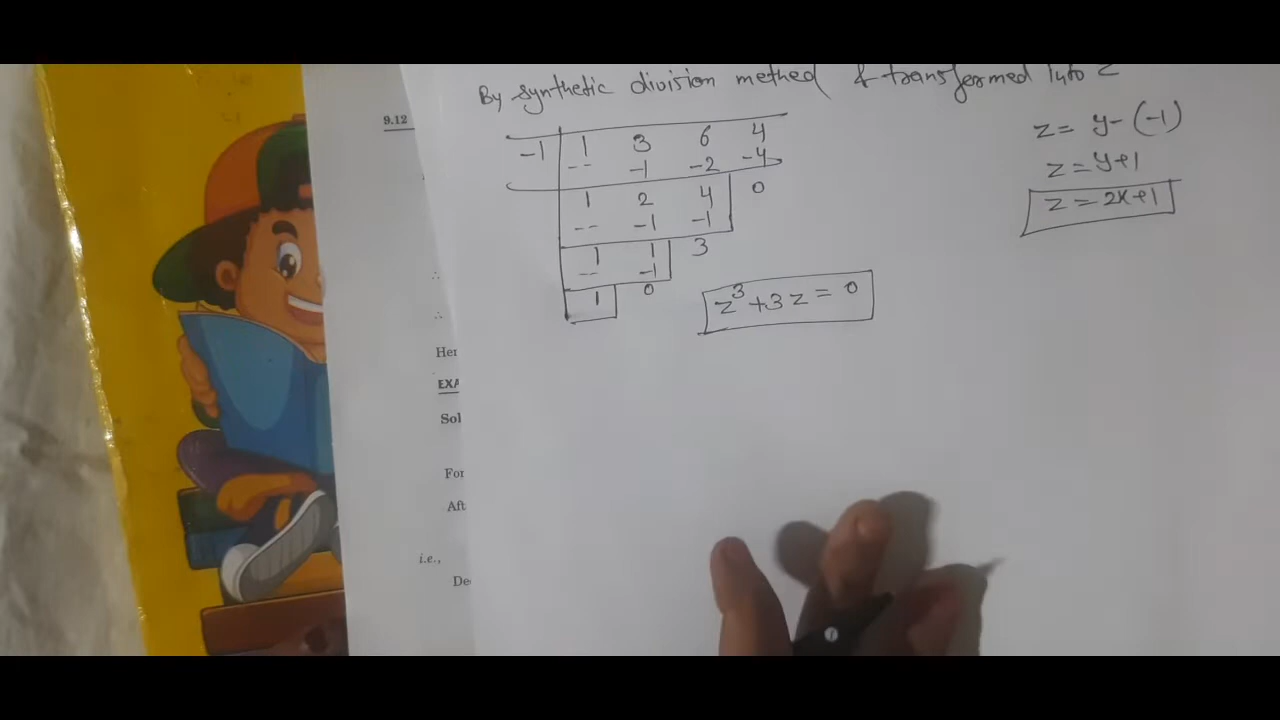 By synthetic division method & transformed into z
9.12
-1 | 1 3 6 4
-- -1 -2 -4
1 2 4 | 0
-- -1 -1
1 1 | 3
-- -1
1 | 0
z³ + 3z = 0
z = y - (-1)
z = y+1
z = 2x+1
∴
∴
Her
EXA
Sol
For
Aft
i.e.,
De